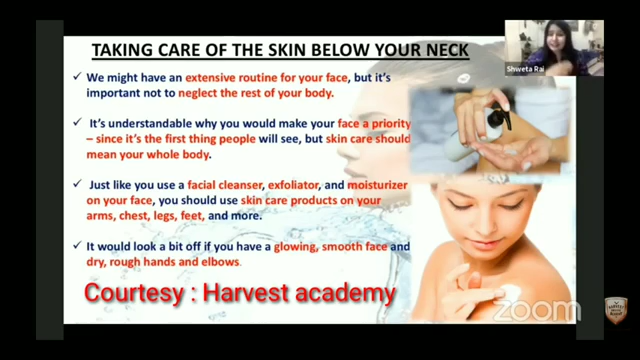 TAKING CARE OF THE SKIN BELOW YOUR NECK
Shweta Rai
✓ We might have an extensive routine for your face, but it's
important not to neglect the rest of your body.
✓ It's understandable why you would make your face a priority
– since it's the first thing people will see, but skin care should
mean your whole body.
✓ Just like you use a facial cleanser, exfoliator, and moisturizer
on your face, you should use skin care products on your
arms, chest, legs, feet, and more.
✓ It would look a bit off if you have a glowing, smooth face and
dry, rough hands and elbows.
Courtesy : Harvest academy
zoom